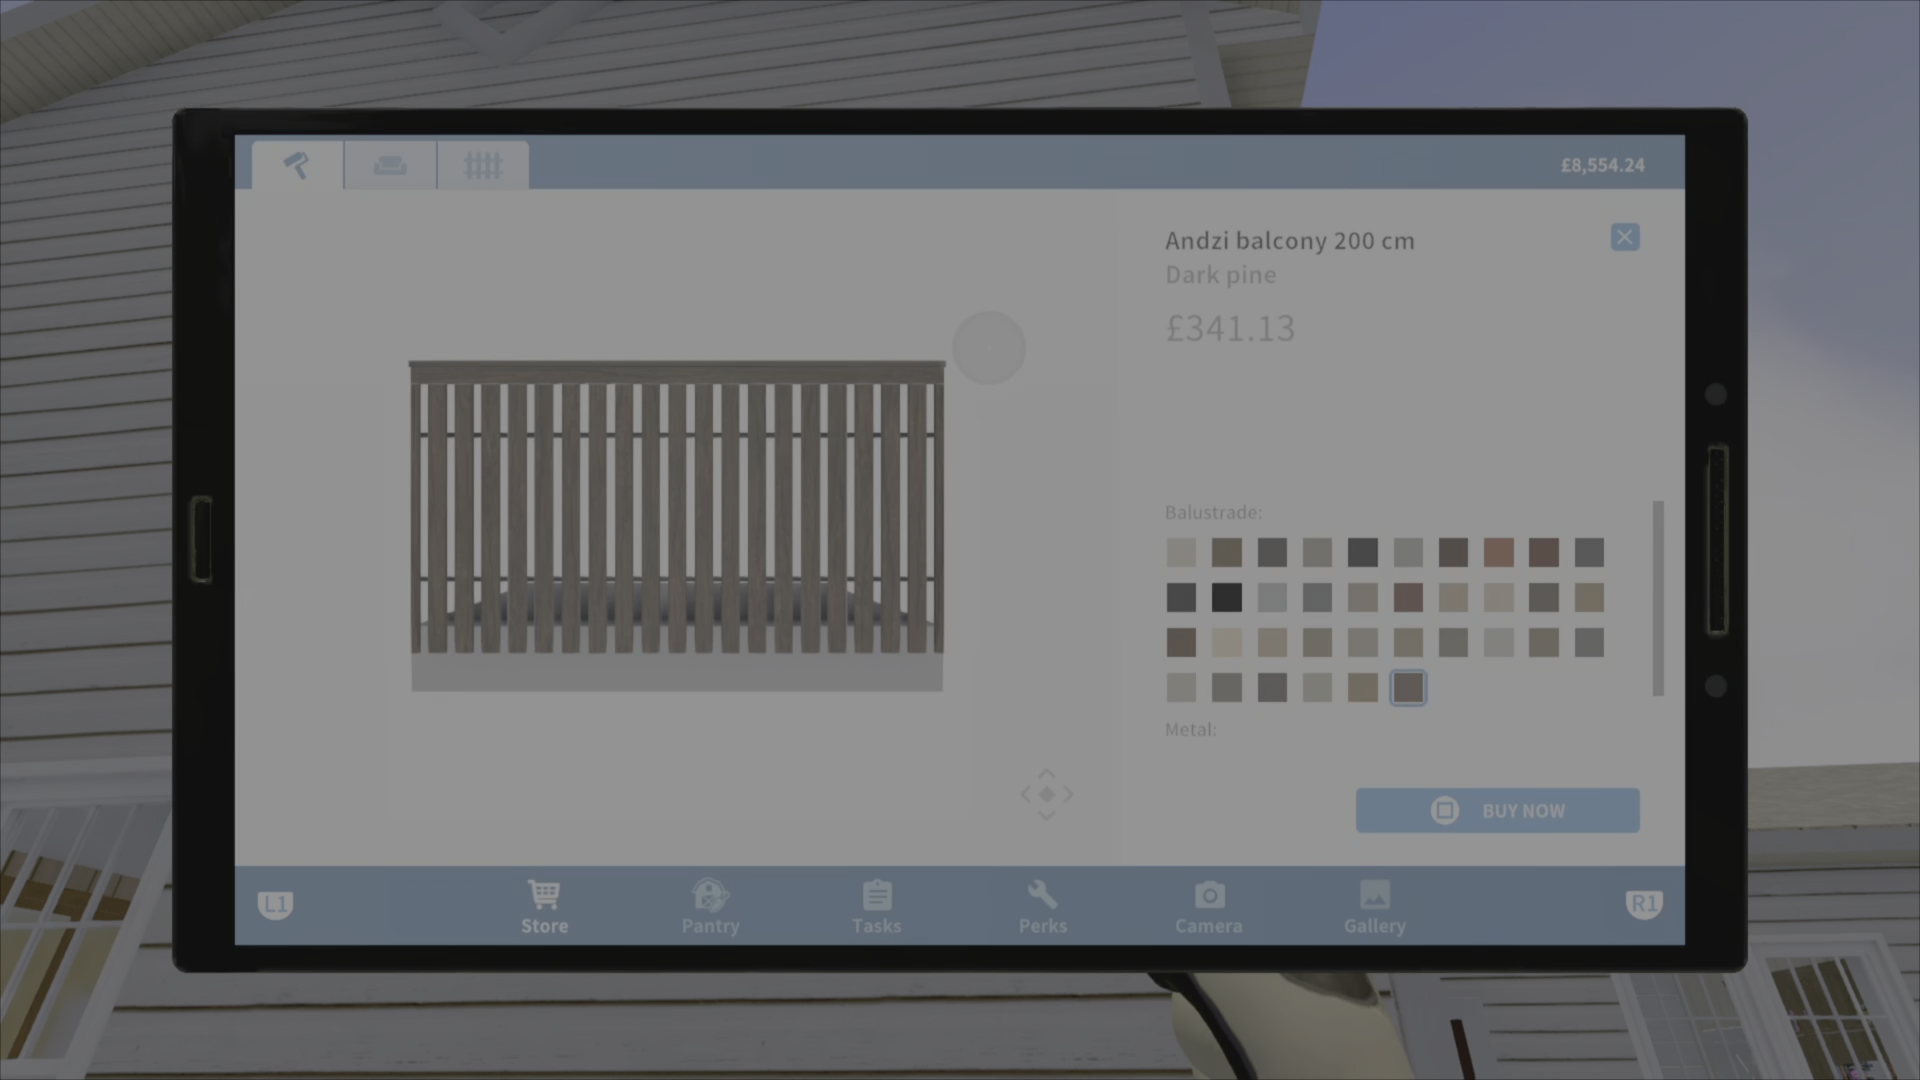 £8,554.24
Andzi balcony 200 cm
Dark pine
£341.13
Balustrade:
Metal:
BUY NOW
L1
Store
Pantry
Tasks
Perks
Camera
Gallery
R1